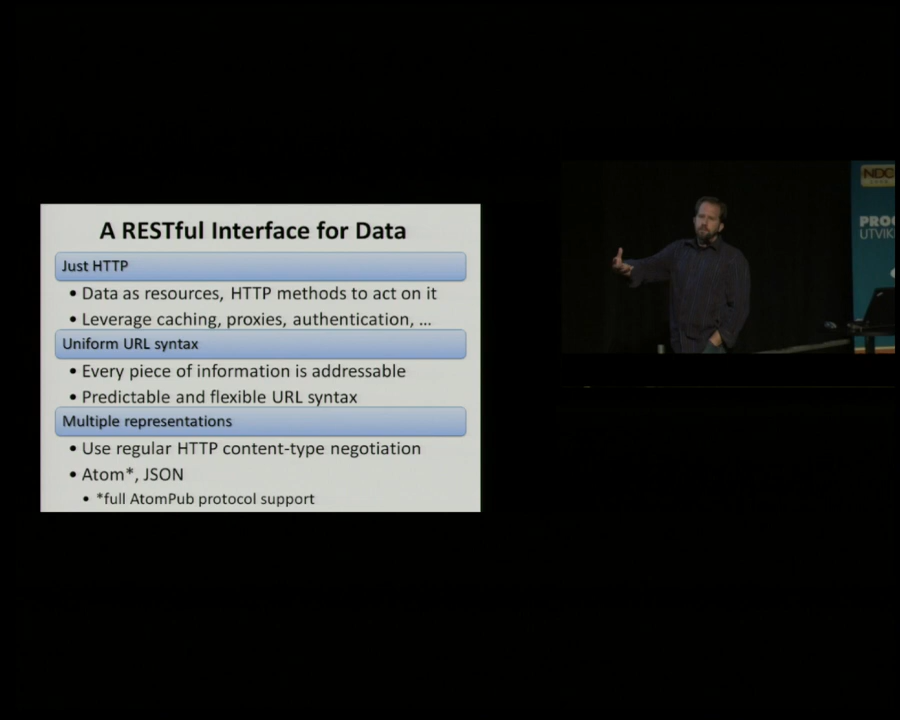 A RESTful Interface for Data
Just HTTP
• Data as resources, HTTP methods to act on it
• Leverage caching, proxies, authentication, ...
Uniform URL syntax
• Every piece of information is addressable
• Predictable and flexible URL syntax
Multiple representations
• Use regular HTTP content-type negotiation
• Atom*, JSON
• *full AtomPub protocol support
NDC
PROG
UTVIK